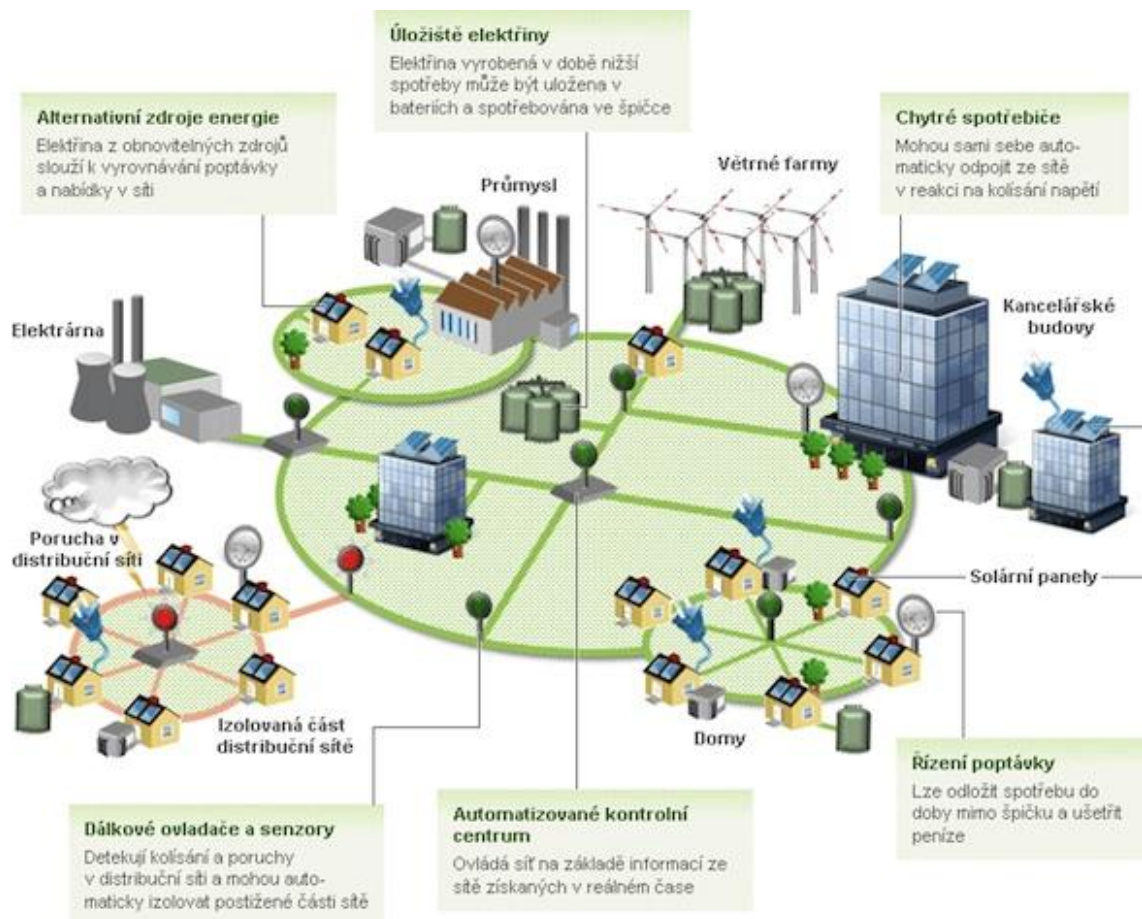 Úložiště elektřiny
Elektřina vyrobená v době nižší
spotřeby může být uložena v
bateriích a spotřebována ve špičce
Alternativní zdroje energie
Elektřina z obnovitelných zdrojů
slouží k vyrovnávání poptávky
a nabídky v síti
Chytré spotřebiče
Mohou sami sebe auto-
maticky odpojit ze sítě
v reakci na kolísání napětí
Průmysl
Větrné farmy
Kancelářské
budovy
Elektrárna
Porucha v
distribuční síti
Solární panely
Izolovaná část
distribuční sítě
Domy
Řízení poptávky
Lze odložit spotřebu do
doby mimo špičku a ušetřit
peníze
Dálkové ovladače a senzory
Detekují kolísání a poruchy
v distribuční síti a mohou auto-
maticky izolovat postižené části sítě
Automatizované kontrolní
centrum
Ovládá síť na základě informací ze
sítě získaných v reálném čase